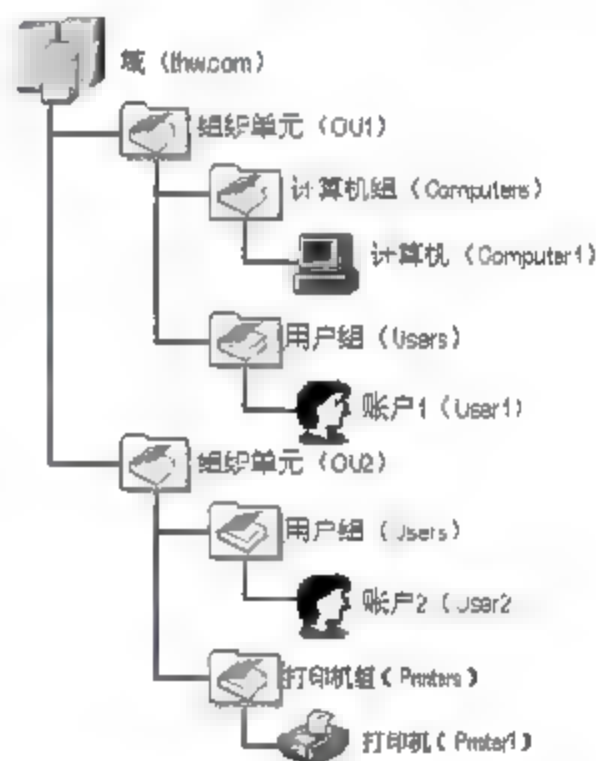 域（lhw.com）
组织单元（OU1）
计算机组（Computers）
计算机（Computer1）
用户组（Users）
账户1（User1）
组织单元（OU2）
用户组（Users）
账户2（User2
打印机组（Printers）
打印机（Printer1）